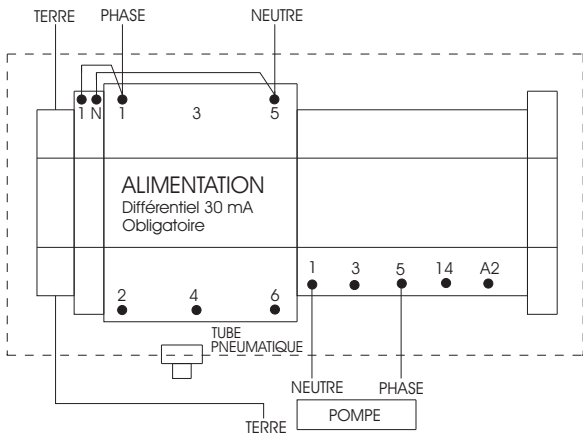 TERRE PHASE NEUTRE
1 N 1 3 5
ALIMENTATION
Différentiel 30 mA
Obligatoire
1 3 5 14 A2
2 4 6
TUBE
PNEUMATIQUE
NEUTRE PHASE
TERRE
POMPE